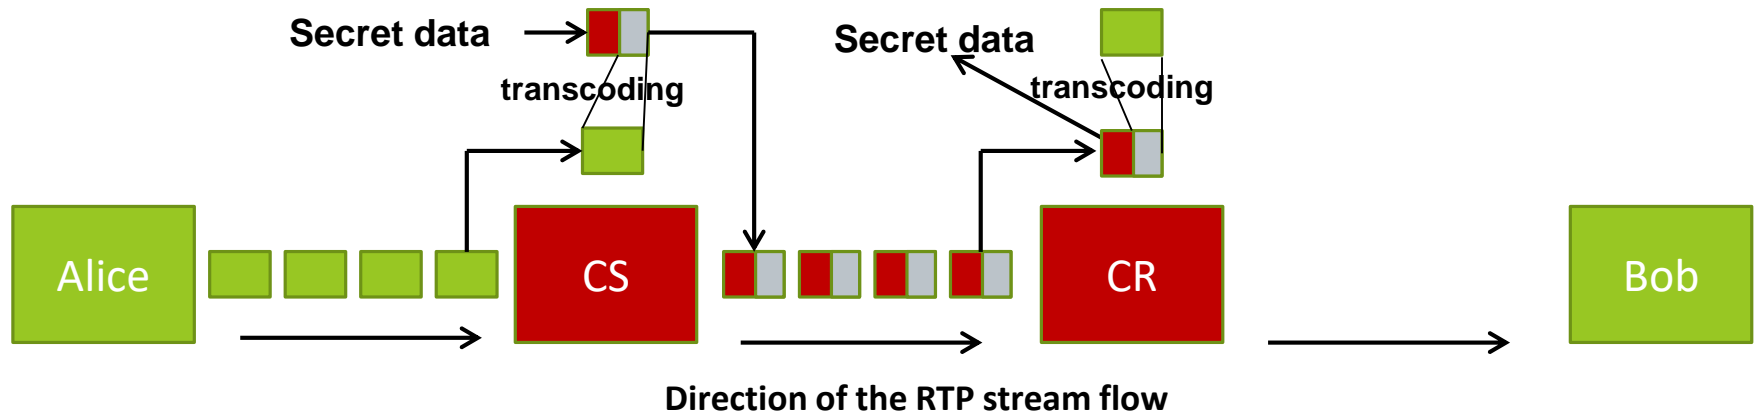 Secret data
Secret data
transcoding
transcoding
Alice
CS
CR
Bob
Direction of the RTP stream flow